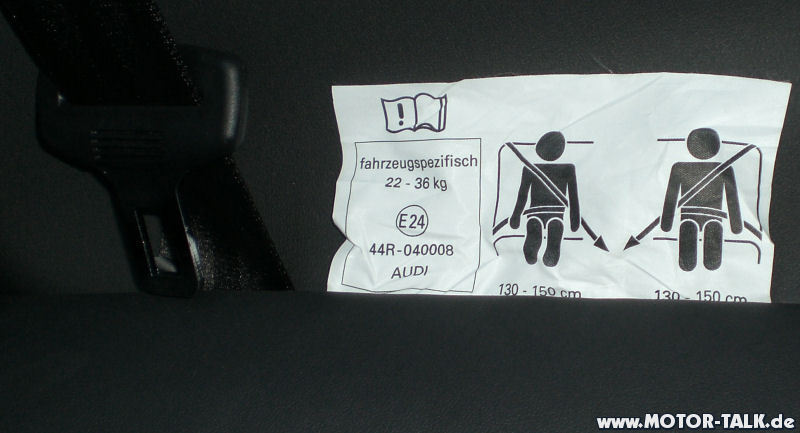 !
fahrzeugspezifisch
22 - 36 kg
E24
44R-040008
AUDI
130 - 150 cm
130 - 150 cm
www.MOTOR-TALK.de